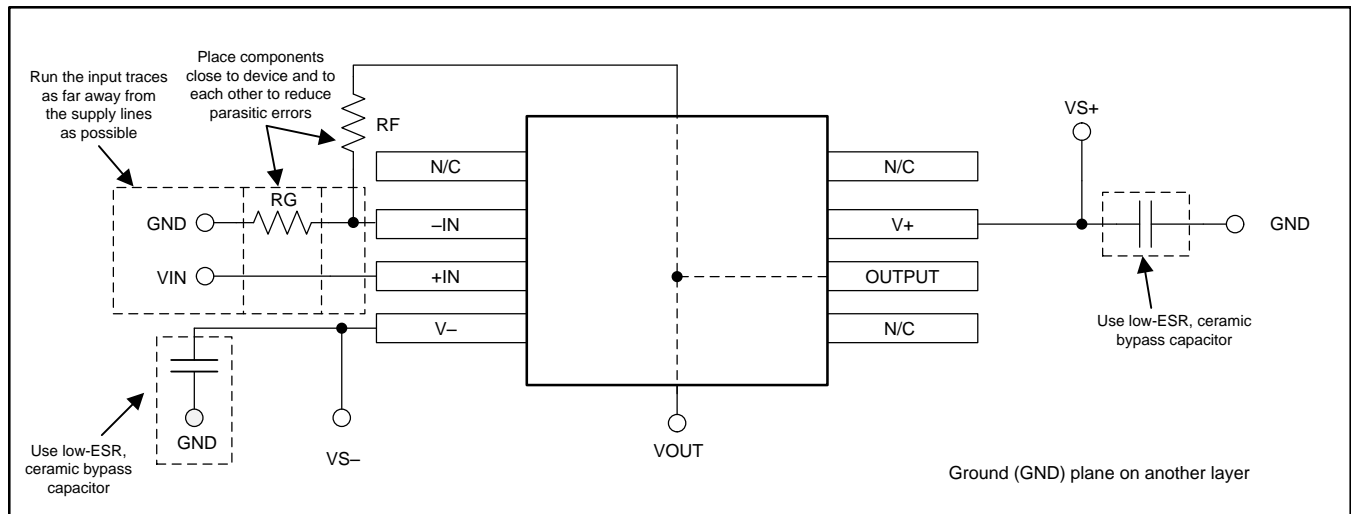 Place components
close to device and to
each other to reduce
parasitic errors
Run the input traces
as far away from
the supply lines
as possible
RF
VS+
N/C
N/C
RG
GND
–IN
V+
GND
VIN
+IN
OUTPUT
V–
N/C
Use low-ESR, ceramic
bypass capacitor
GND
VS–
VOUT
Use low-ESR,
ceramic bypass
capacitor
Ground (GND) plane on another layer